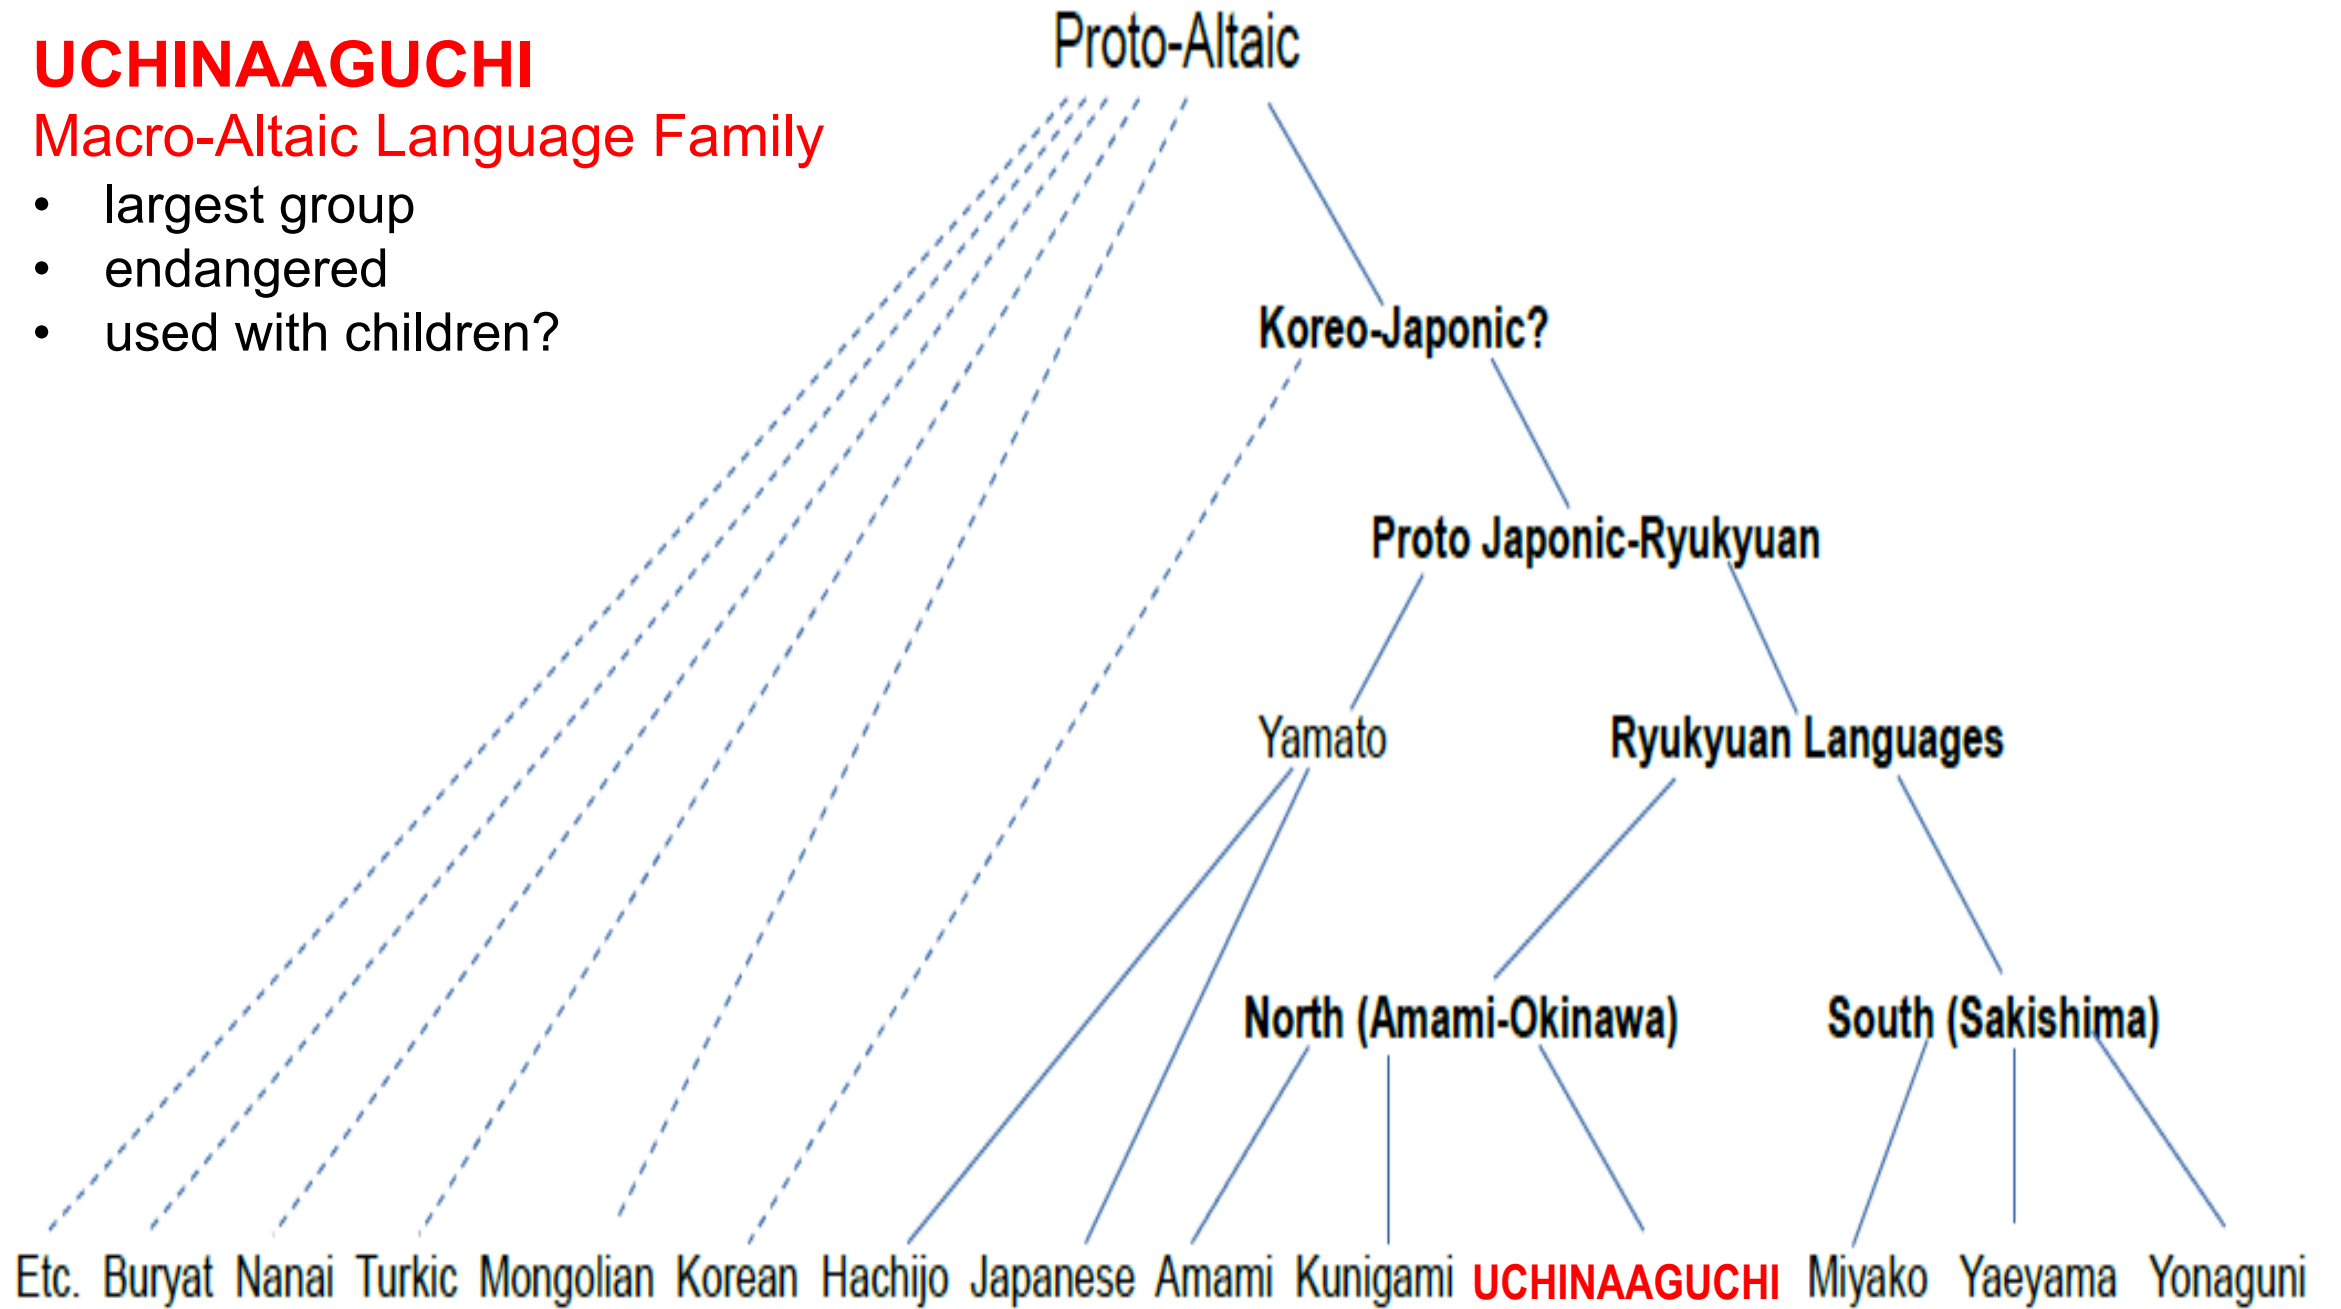 UCHINAAGUCHI
Macro-Altaic Language Family
• largest group
• endangered
• used with children?
Proto-Altaic
Koreo-Japonic?
Proto Japonic-Ryukyuan
Yamato Ryukyuan Languages
North (Amami-Okinawa) South (Sakishima)
Etc. Buryat Nanai Turkic Mongolian Korean Hachijo Japanese Amami Kunigami UCHINAAGUCHI Miyako Yaeyama Yonaguni